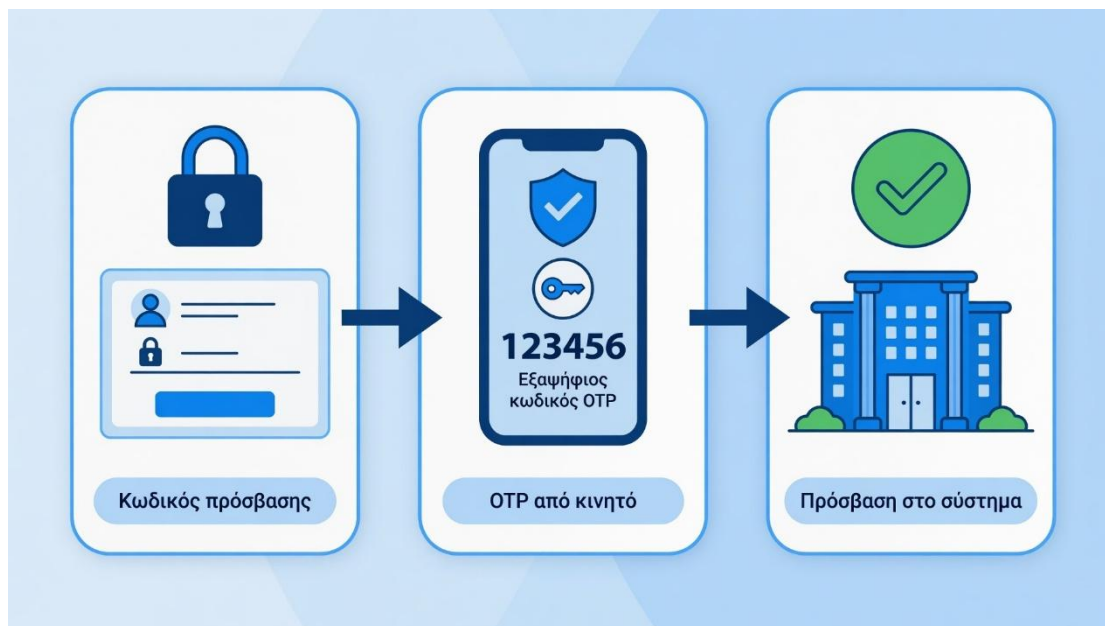 123456
Εξαψήφιος
κωδικός OTP
Κωδικός πρόσβασης
OTP από κινητό
Πρόσβαση στο σύστημα